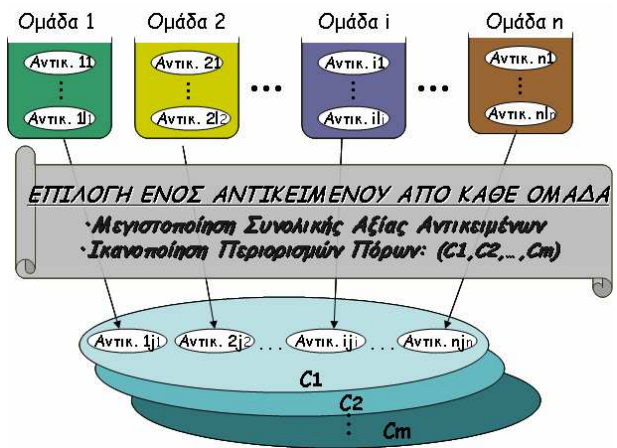 Ομάδα 1 Ομάδα 2 Ομάδα i Ομάδα n
Αντικ. 11 Αντικ. 21 Αντικ. i1 Αντικ. n1
... ...
Αντικ. 1l1 Αντικ. 2l2 Αντικ. ili Αντικ. nln
ΕΠΙΛΟΓΗ ΕΝΟΣ ΑΝΤΙΚΕΙΜΕΝΟΥ ΑΠΟ ΚΑΘΕ ΟΜΑΔΑ
·Μεγιστοποίηση Συνολικής Αξίας Αντικειμένων
·Ικανοποίηση Περιορισμών Πόρων: (C1,C2,…,Cm)
Αντικ. 1j1 Αντικ. 2j2 ... Αντικ. iji ... Αντικ. njn
C1
C2
Cm